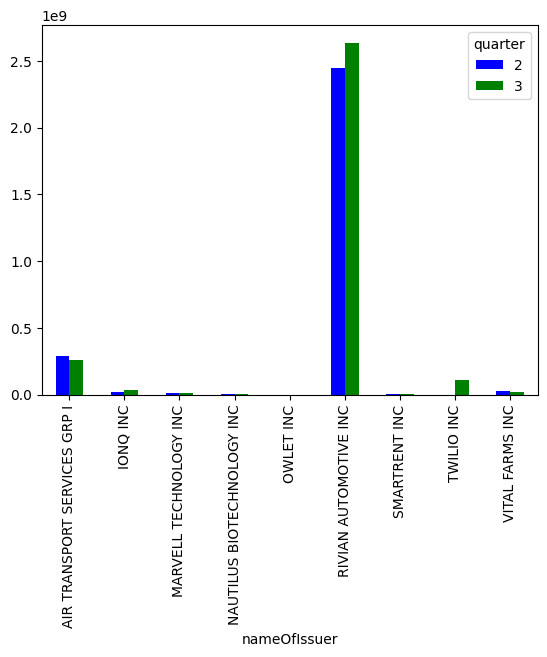 1e9
quarter
2
3
2.5
2.0
1.5
1.0
0.5
0.0
AIR TRANSPORT SERVICES GRP I
IONQ INC
MARVELL TECHNOLOGY INC
NAUTILUS BIOTECHNOLOGY INC
OWLET INC
RIVIAN AUTOMOTIVE INC
SMARTRENT INC
TWILIO INC
VITAL FARMS INC
nameOfIssuer